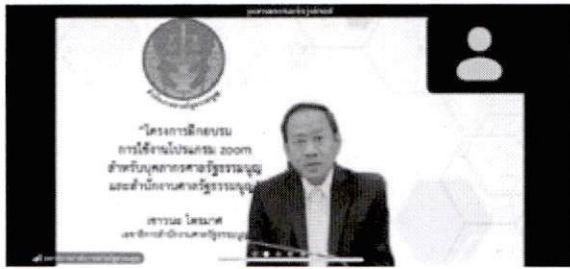 "โครงการฝึกอบรม
การใช้งานโปรแกรม zoom
สำหรับบุคลากรศาลรัฐธรรมนูญ
และสำนักงานศาลรัฐธรรมนูญ
เชาวนะ ไตรมาศ
เลขาธิการสำนักงานศาลรัฐธรรมนูญ